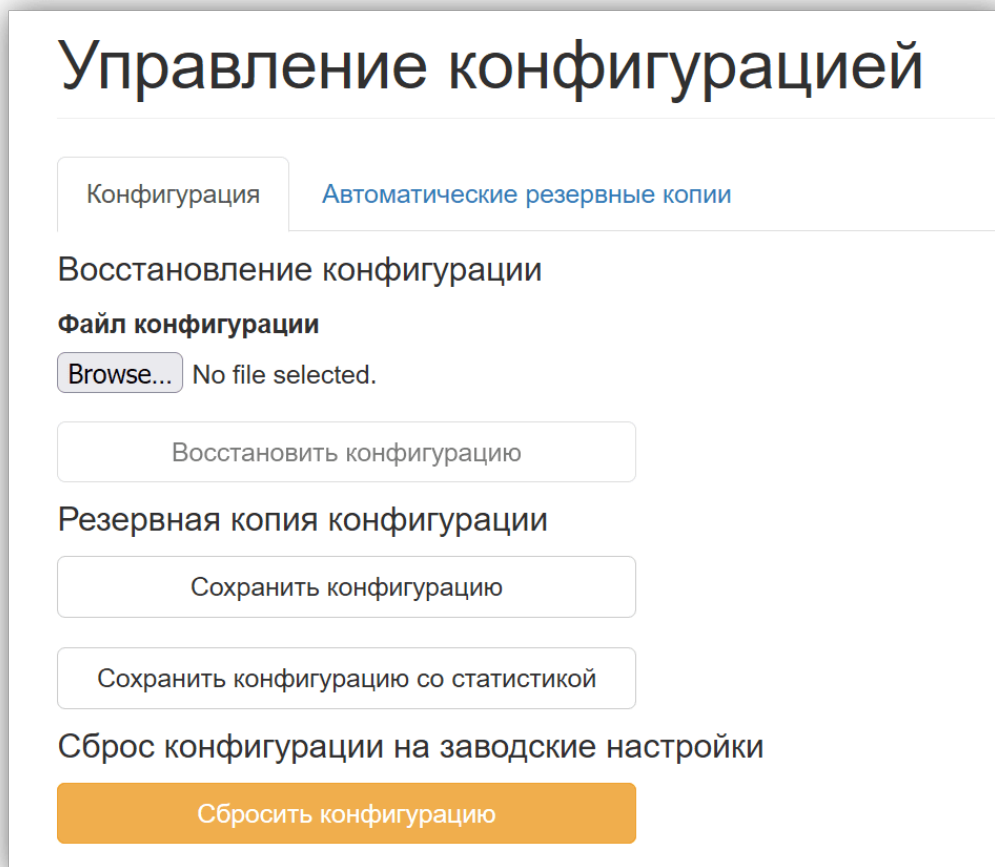 Управление конфигурацией
Конфигурация Автоматические резервные копии
Восстановление конфигурации
Файл конфигурации
Browse... No file selected.
Восстановить конфигурацию
Резервная копия конфигурации
Сохранить конфигурацию
Сохранить конфигурацию со статистикой
Сброс конфигурации на заводские настройки
Сбросить конфигурацию